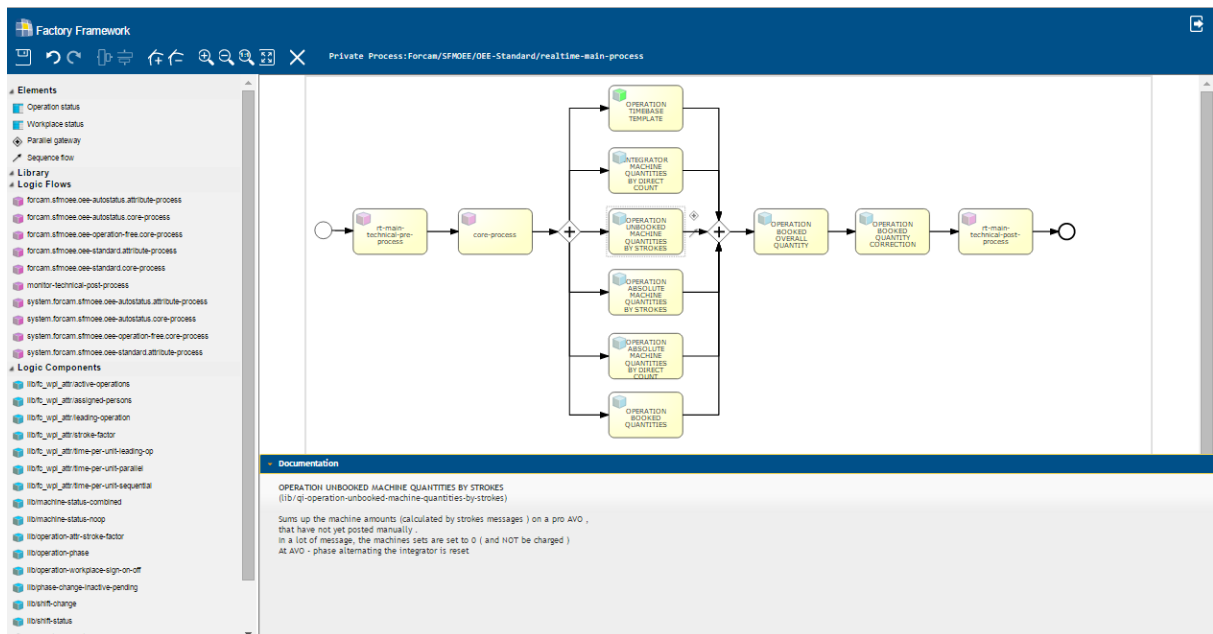 Factory Framework
Private Process:Forcam/SFMOEE/OEE-Standard/realtime-main-process
Elements
Operation status
Workplace status
Parallel gateway
Sequence flow
Library
Logic Flows
forcam.sfmoee.oee-autostatus.attribute-process
forcam.sfmoee.oee-autostatus.core-process
forcam.sfmoee.oee-operation-free.core-process
forcam.sfmoee.oee-standard.attribute-process
forcam.sfmoee.oee-standard.core-process
monitor-technical-post-process
system.forcam.sfmoee.oee-autostatus.attribute-process
system.forcam.sfmoee.oee-autostatus.core-process
system.forcam.sfmoee.oee-operation-free.core-process
system.forcam.sfmoee.oee-standard.attribute-process
Logic Components
lib/fc_wpl_attr/active-operations
lib/fc_wpl_attr/assigned-persons
lib/fc_wpl_attr/leading-operation
lib/fc_wpl_attr/stroke-factor
lib/fc_wpl_attr/time-per-unit-leading-op
lib/fc_wpl_attr/time-per-unit-parallel
lib/fc_wpl_attr/time-per-unit-sequential
lib/machine-status-combined
lib/machine-status-noop
lib/operation-attr-stroke-factor
lib/operation-phase
lib/operation-workplace-sign-on-off
lib/phase-change-inactive-pending
lib/shift-change
lib/shift-status
rt-main-
technical-pre-
process
core-process
OPERATION
TIMEBASE
TEMPLATE
INTEGRATOR
MACHINE
QUANTITIES
BY DIRECT
COUNT
OPERATION
UNBOOKED
MACHINE
QUANTITIES
BY STROKES
OPERATION
ABSOLUTE
MACHINE
QUANTITIES
BY STROKES
OPERATION
ABSOLUTE
MACHINE
QUANTITIES
BY DIRECT
COUNT
OPERATION
BOOKED
QUANTITIES
OPERATION
BOOKED
OVERALL
QUANTITY
OPERATION
BOOKED
QUANTITY
CORRECTION
rt-main-
technical-post-
process
Documentation
OPERATION UNBOOKED MACHINE QUANTITIES BY STROKES
(lib/qi-operation-unbooked-machine-quantities-by-strokes)
Sums up the machine amounts (calculated by strokes messages ) on a pro AVO ,
that have not yet posted manually .
In a lot of message, the machines sets are set to 0 ( and NOT be charged )
At AVO - phase alternating the integrator is reset